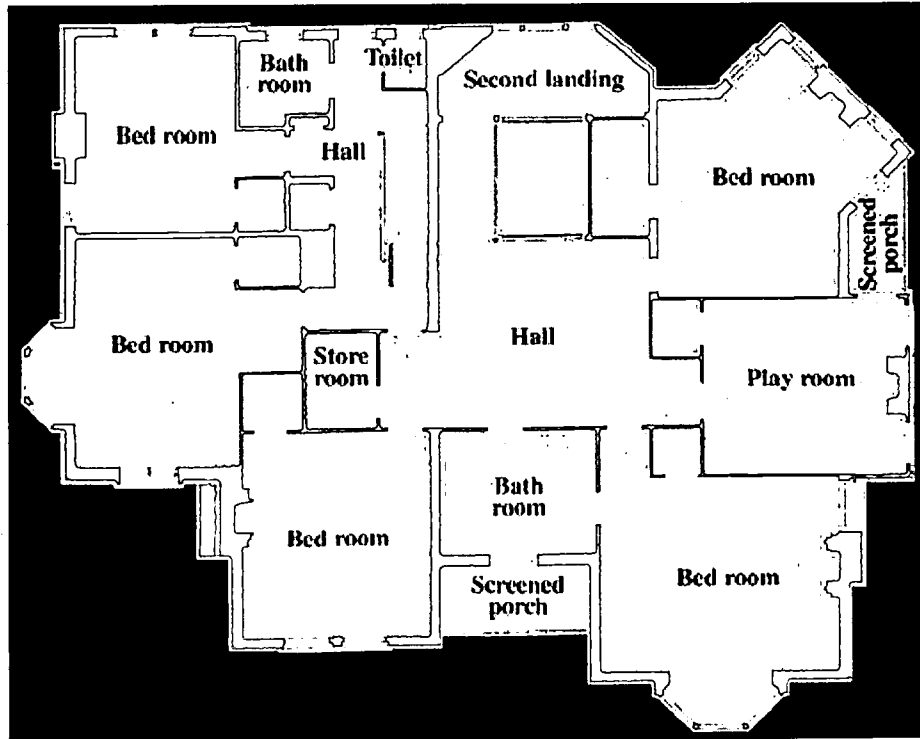 Toilet
Bath
room
Second landing
Bed room
Hall
Bed room
Screened
porch
Bed room
Store
room
Hall
Play room
Bath
room
Bed room
Screened
porch
Bed room